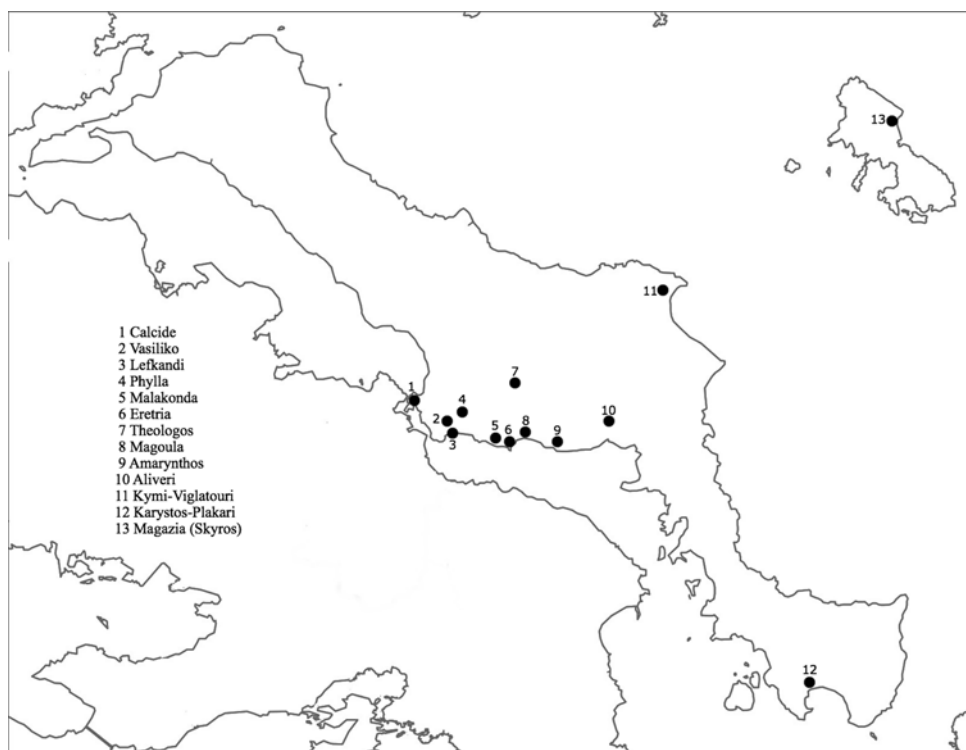 13
11
7
1
4
10
2
8
5
6
9
3
12
1 Calcide
2 Vasiliko
3 Lefkandi
4 Phylla
5 Malakonda
6 Eretria
7 Theologos
8 Magoula
9 Amarynthos
10 Aliveri
11 Kymi-Viglatouri
12 Karystos-Plakari
13 Magazia (Skyros)